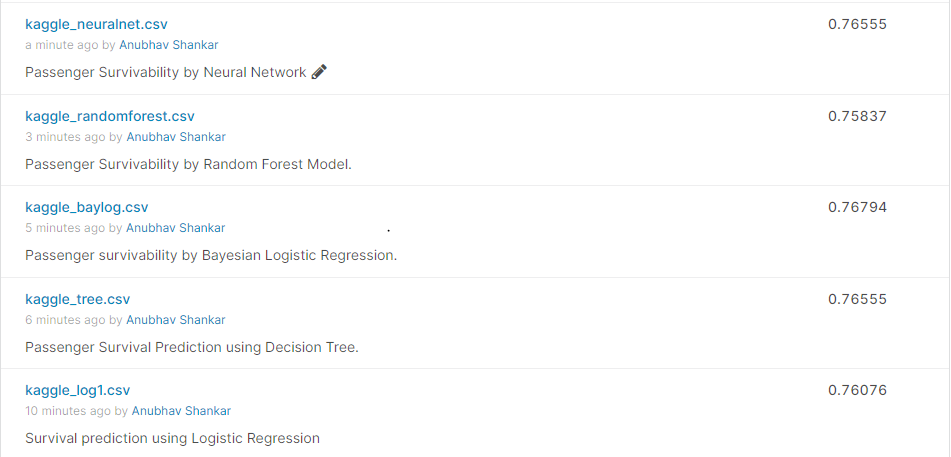 kaggle_neuralnet.csv 0.76555
a minute ago by Anubhav Shankar
Passenger Survivability by Neural Network
kaggle_randomforest.csv 0.75837
3 minutes ago by Anubhav Shankar
Passenger Survivability by Random Forest Model.
kaggle_baylog.csv 0.76794
5 minutes ago by Anubhav Shankar
Passenger survivability by Bayesian Logistic Regression.
kaggle_tree.csv 0.76555
6 minutes ago by Anubhav Shankar
Passenger Survival Prediction using Decision Tree.
kaggle_log1.csv 0.76076
10 minutes ago by Anubhav Shankar
Survival prediction using Logistic Regression